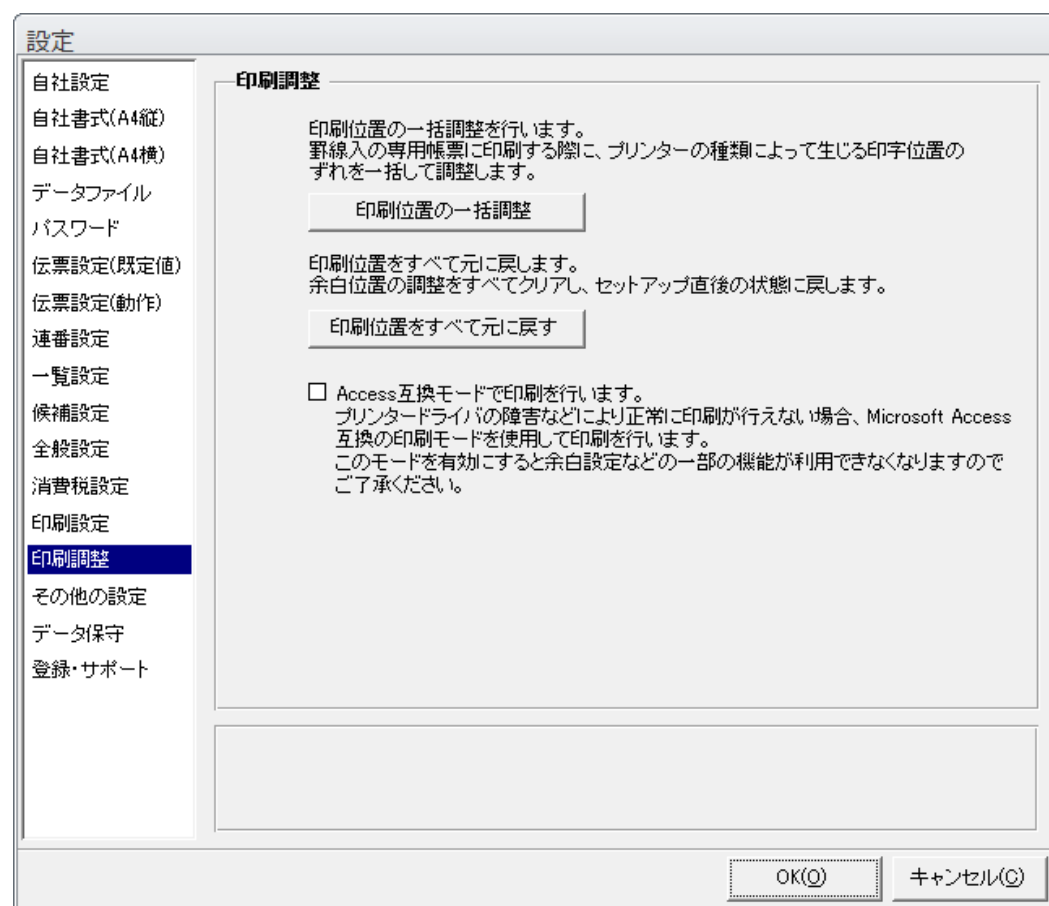 設定
自社設定
自社書式(A4縦)
自社書式(A4横)
データファイル
パスワード
伝票設定(既定値)
伝票設定(動作)
連番設定
一覧設定
候補設定
全般設定
消費税設定
印刷設定
印刷調整
その他の設定
データ保守
登録・サポート
印刷調整
印刷位置の一括調整を行います。
罫線入の専用帳票に印刷する際に、プリンターの種類によって生じる印字位置の
ずれを一括して調整します。
印刷位置の一括調整
印刷位置をすべて元に戻します。
余白位置の調整をすべてクリアし、セットアップ直後の状態に戻します。
印刷位置をすべて元に戻す
Access互換モードで印刷を行います。
プリンタードライバの障害などにより正常に印刷が行えない場合、Microsoft Access
互換の印刷モードを使用して印刷を行います。
このモードを有効にすると余白設定などの一部の機能が利用できなくなりますので
ご了承ください。
OK(O)
キャンセル(C)